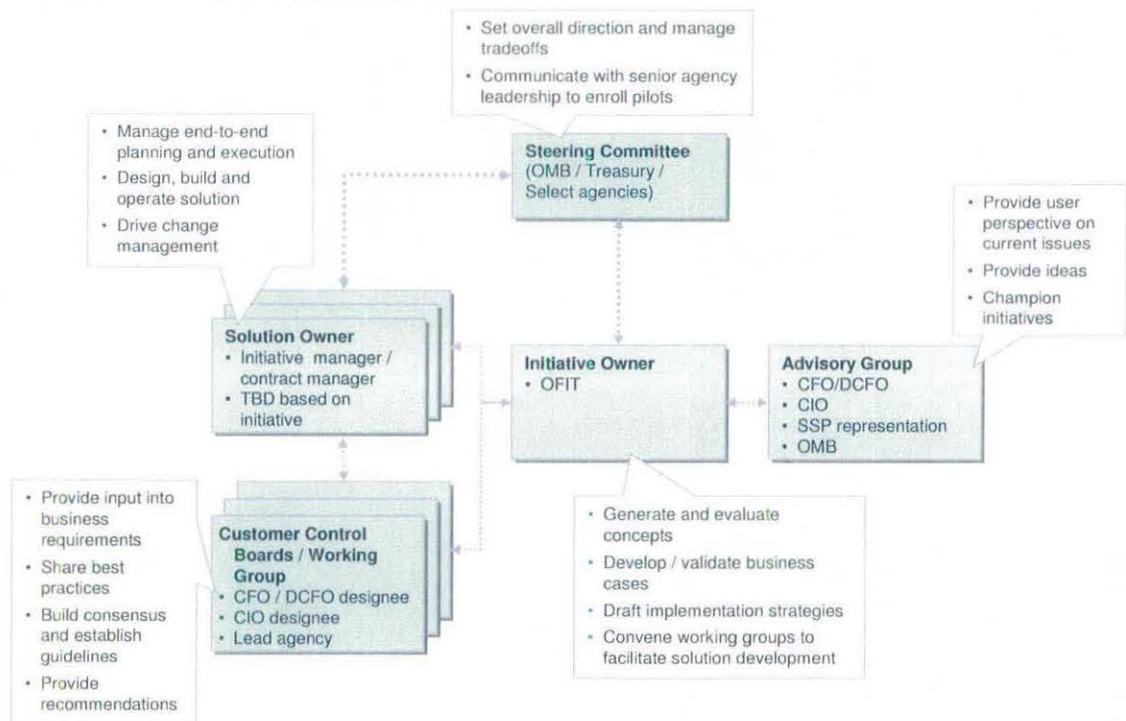 • Set overall direction and manage
tradeoffs
• Communicate with senior agency
leadership to enroll pilots
• Manage end-to-end
planning and execution
• Design, build and
operate solution
• Drive change
management
Steering Committee
(OMB / Treasury /
Select agencies)
• Provide user
perspective on
current issues
• Provide ideas
• Champion
initiatives
Solution Owner
• Initiative manager /
contract manager
• TBD based on
initiative
Initiative Owner
• OFIT
Advisory Group
• CFO/DCFO
• CIO
• SSP representation
• OMB
• Provide input into
business
requirements
• Share best
practices
• Build consensus
and establish
guidelines
• Provide
recommendations
Customer Control
Boards / Working
Group
• CFO / DCFO designee
• CIO designee
• Lead agency
• Generate and evaluate
concepts
• Develop / validate business
cases
• Draft implementation strategies
• Convene working groups to
facilitate solution development